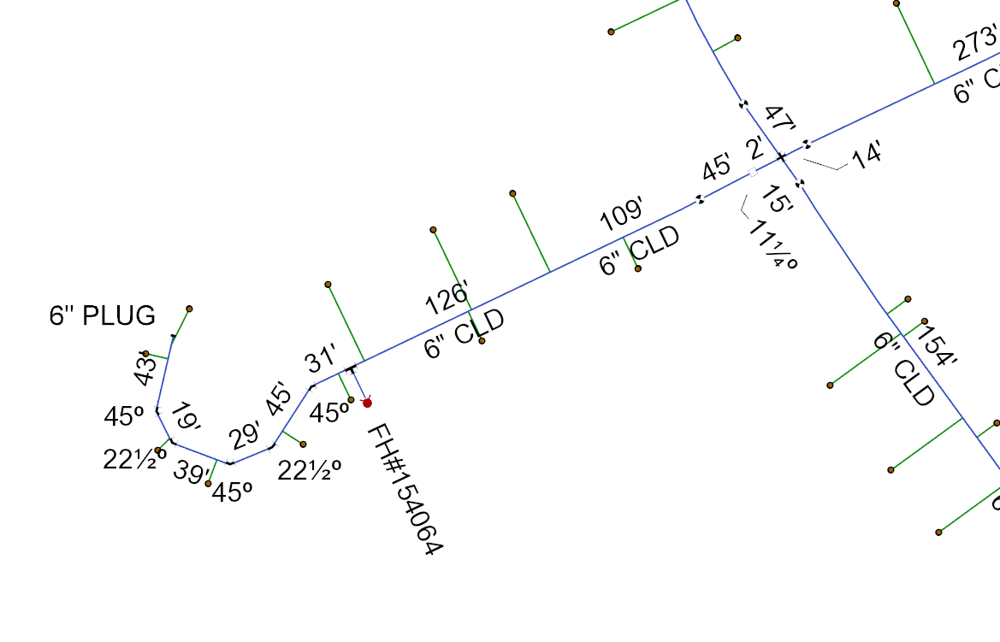 273'
6" C
47'
2'
14'
45'
15'
109'
11¼º
6" CLD
126'
6" PLUG
6" CLD
154'
31'
6" CLD
43'
45'
45º
45º
19'
29'
FH#154064
22½º
39'
22½º
45º